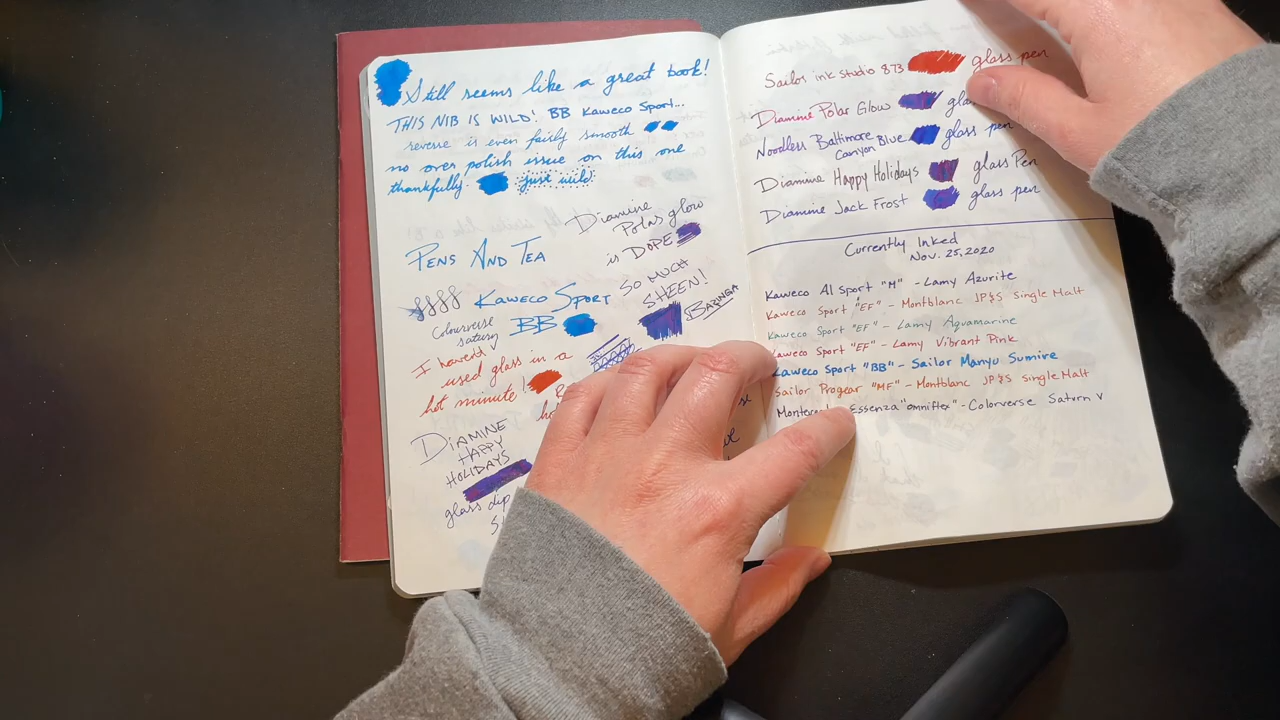 Still seems like a great book!
THIS NIB IS WILD! BB Kaweco Sport...
reverse is even fairly smooth
no over polish issue on this one
thankfully.
just wild
Diamine
Polar glow
is DOPE
PENS AND TEA
SO MUCH
SHEEN!
BAZINGA
KAWECO SPORT
BB
Colourverse
saturn
I haven't
used glass in a
hot minute!
DIAMINE
HAPPY
HOLIDAYS
glass dip
Sailor ink studio 873 glass pen
Diamine Polar Glow
Noodlers Baltimore
Canyon Blue glass pen
Diamine Happy Holidays glass Pen
Diamine Jack Frost glass pen
Currently Inked
Nov. 25, 2020
Kaweco Al Sport "M" - Lamy Azurite
Kaweco Sport "EF" - Montblanc JP&S Single Malt
Kaweco Sport "EF" - Lamy Aquamarine
Kaweco Sport "EF" - Lamy Vibrant Pink
Kaweco Sport "BB" - Sailor Manyo Sumire
Sailor Progear "MF" - Montblanc JP&S Single Malt
Essenza "omniflex" - Colorverse Saturn V